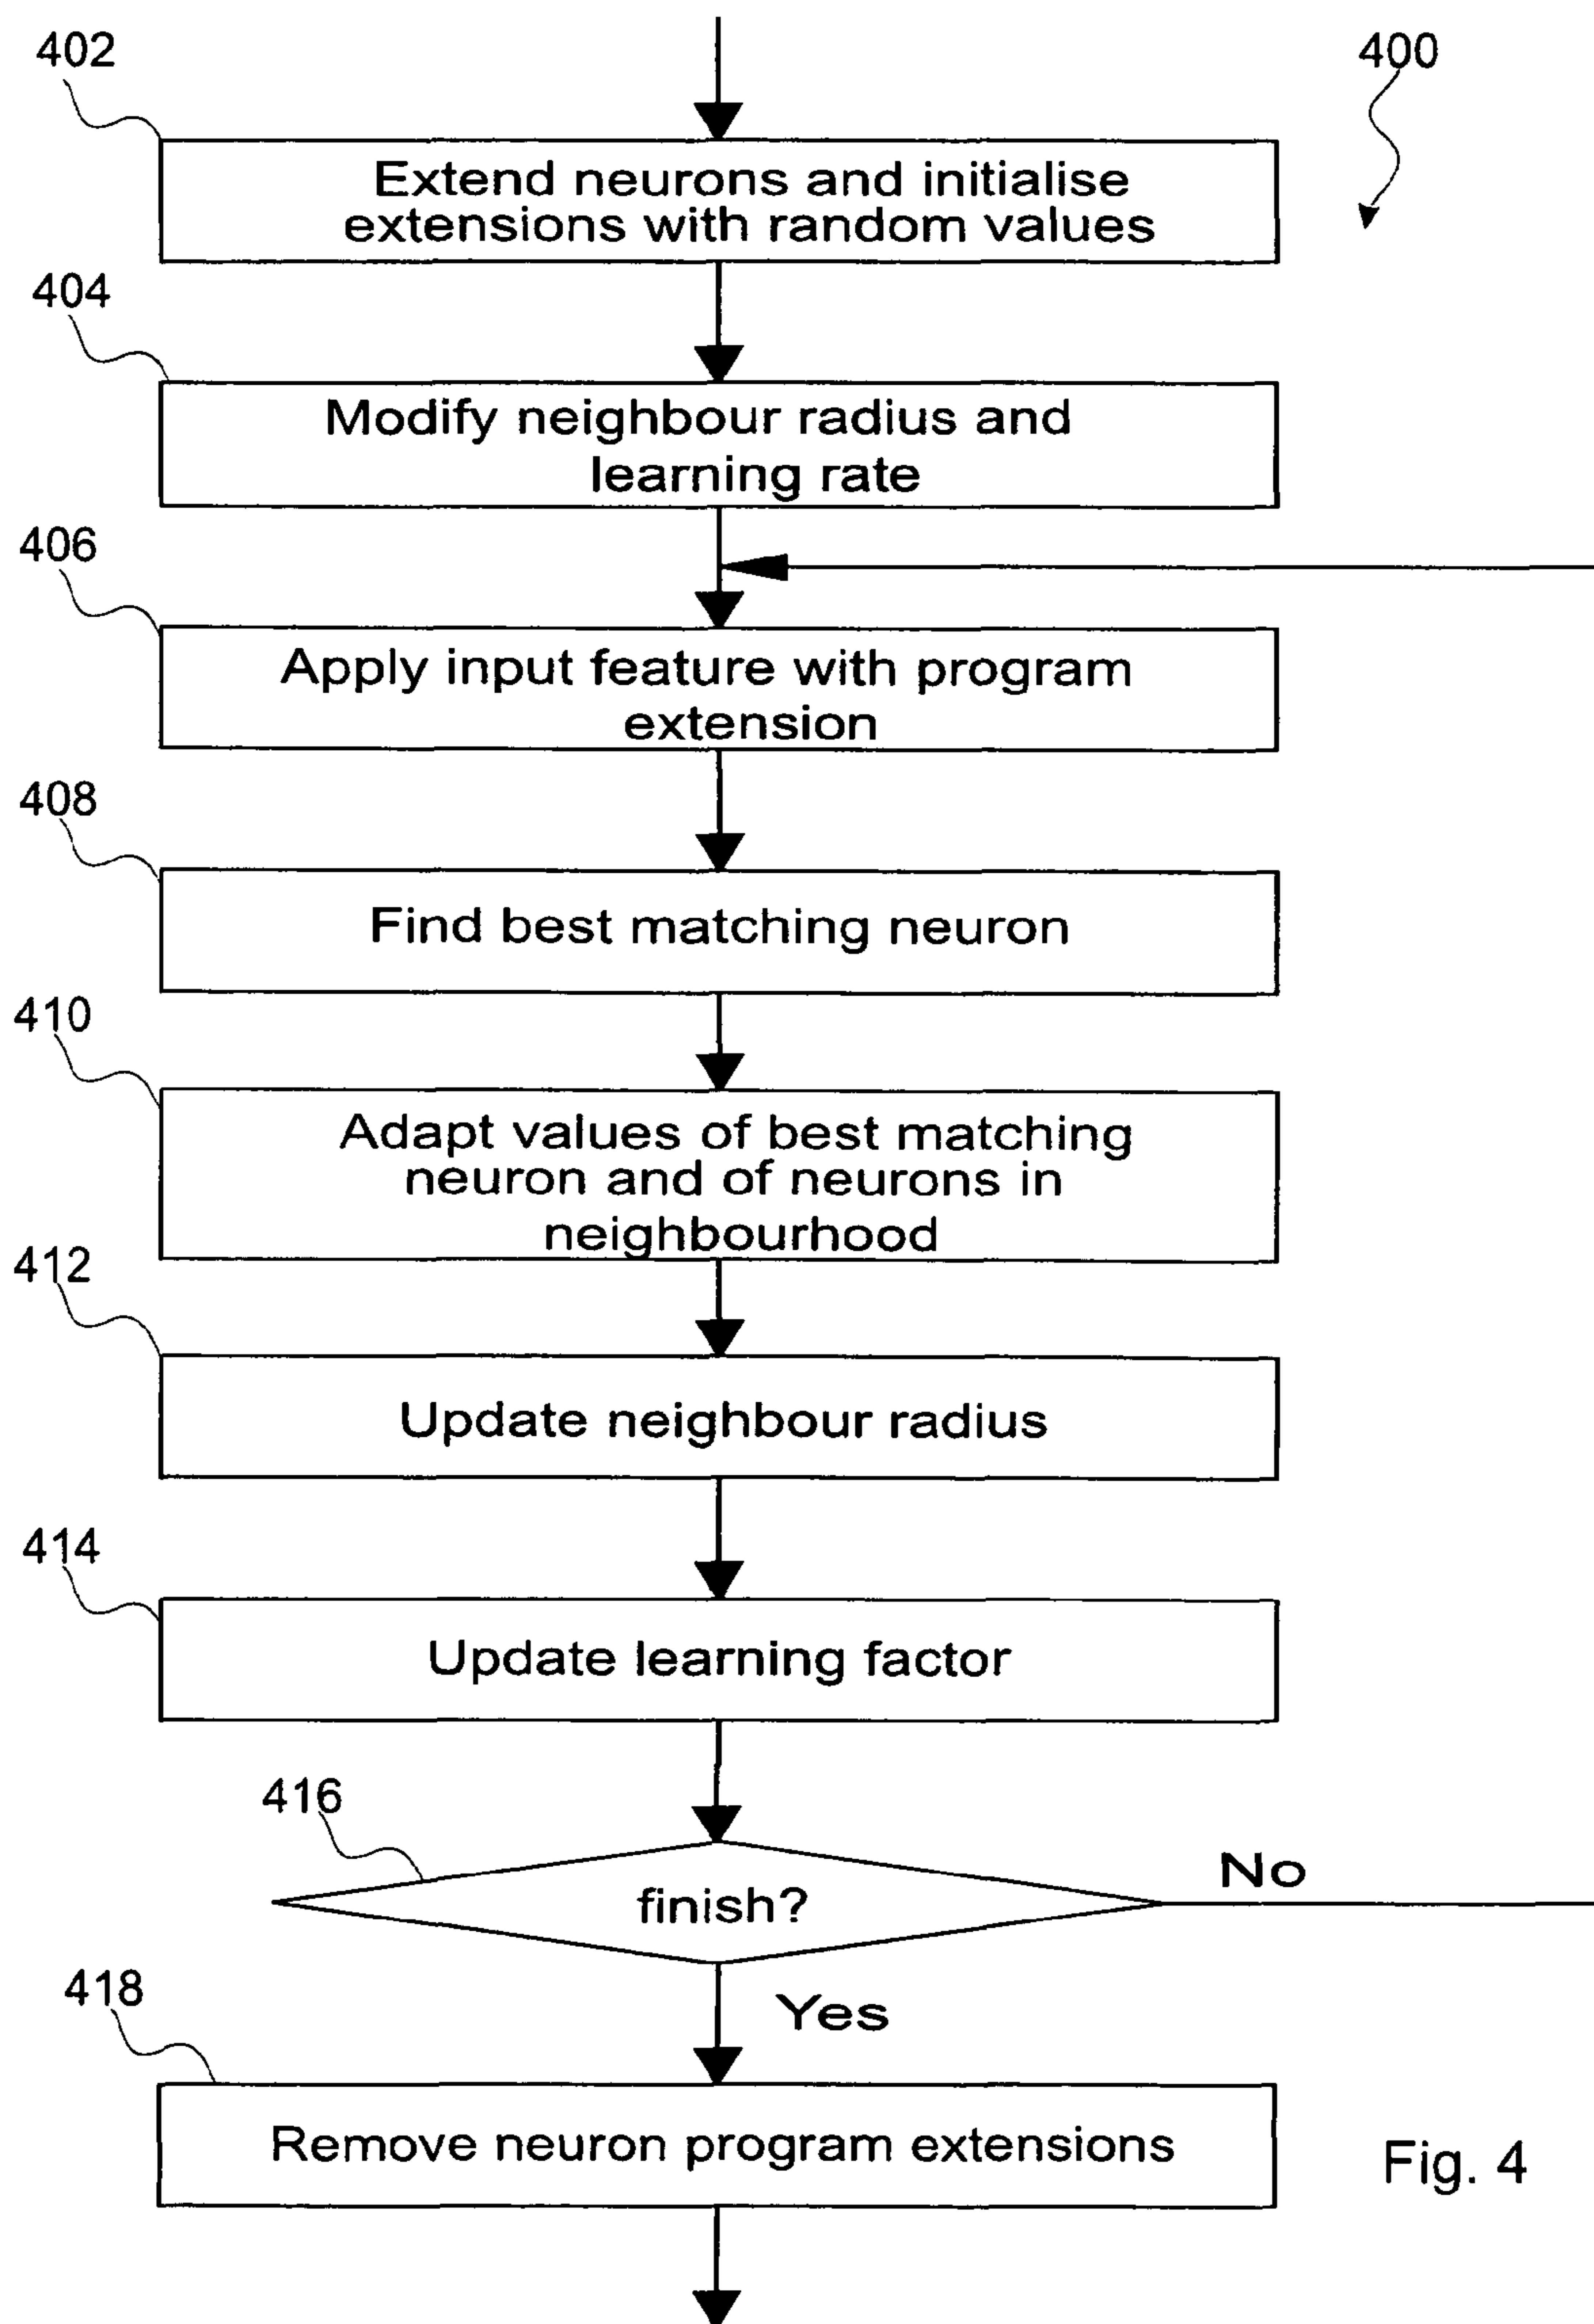 402
400
Extend neurons and initialise
extensions with random values
404
Modify neighbour radius and
learning rate
406
Apply input feature with program
extension
408
Find best matching neuron
410
Adapt values of best matching
neuron and of neurons in
neighbourhood
412
Update neighbour radius
414
Update learning factor
416
finish?
No
418
Yes
Remove neuron program extensions
Fig. 4